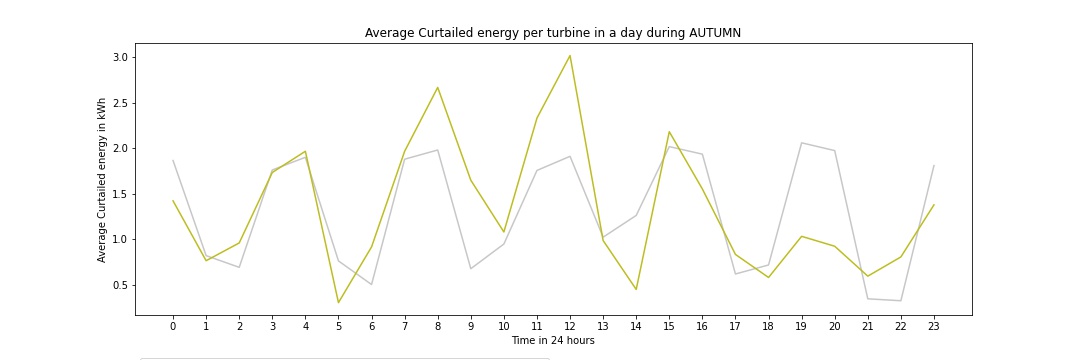 Average Curtailed energy per turbine in a day during AUTUMN
Average Curtailed energy in kWh
3.0
2.5
2.0
1.5
1.0
0.5
0 1 2 3 4 5 6 7 8 9 10 11 12 13 14 15 16 17 18 19 20 21 22 23
Time in 24 hours